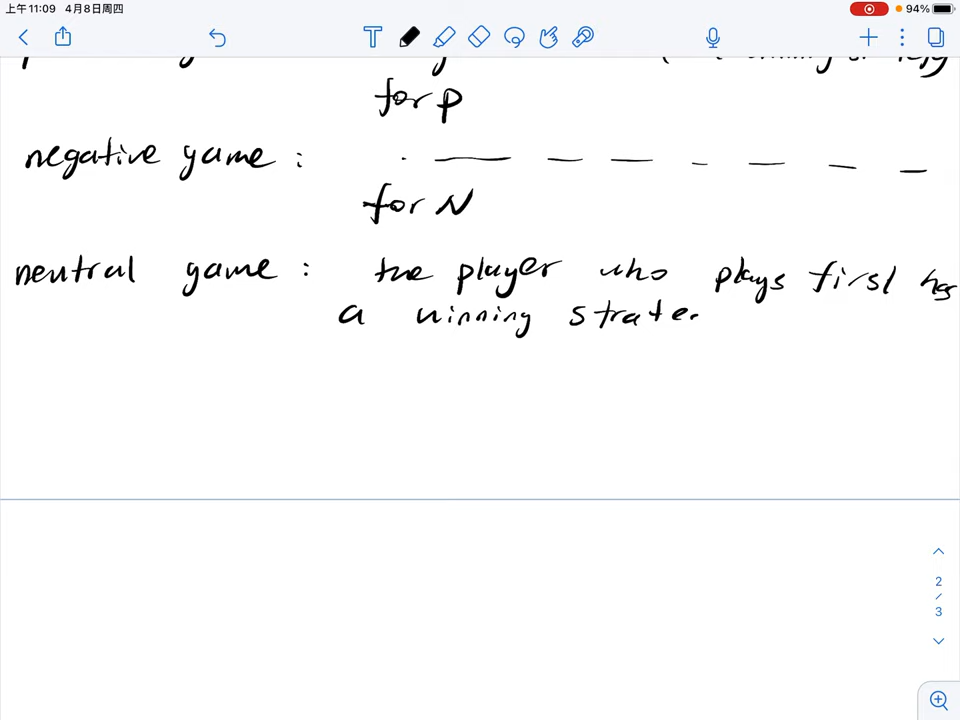 上午11:09 4月8日周四
94%
for P
negative game :
for N
neutral game : the player who plays first has
a winning strate
2
/
3